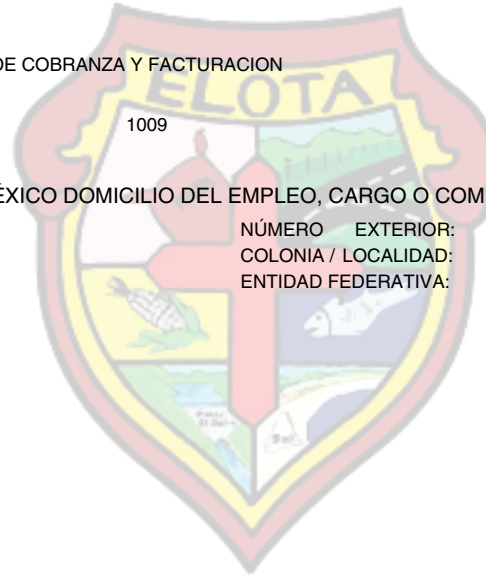 DE COBRANZA Y FACTURACION
ELOTA
1009
ÉXICO DOMICILIO DEL EMPLEO, CARGO O COM
NÚMERO EXTERIOR:
COLONIA / LOCALIDAD:
ENTIDAD FEDERATIVA: